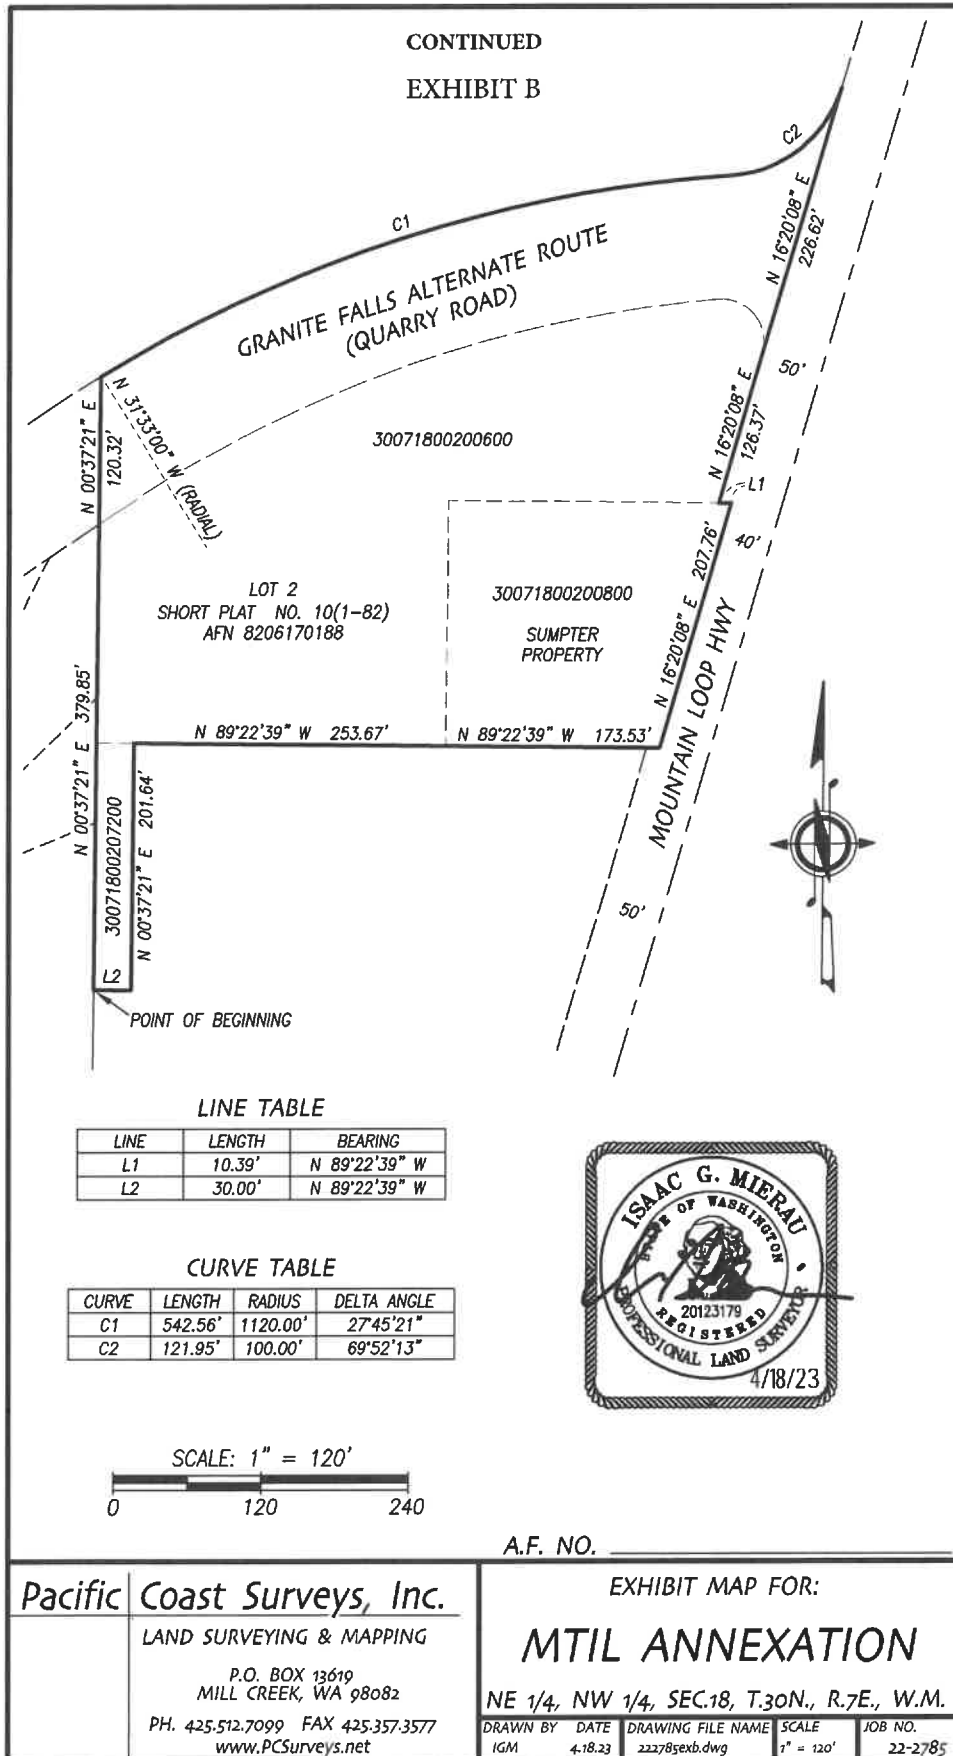 CONTINUED
EXHIBIT B
C2
C1
N 16°20'08" E
226.62'
GRANITE FALLS ALTERNATE ROUTE
(QUARRY ROAD)
50'
N 31°33'00" W (RADIAL)
N 00°37'21" E
120.32'
30071800200600
N 16°20'08" E
126.37'
L1
40'
LOT 2
SHORT PLAT NO. 10(1-82)
AFN 8206170188
30071800200800
SUMPTER
PROPERTY
N 16°20'08" E 207.76'
MOUNTAIN LOOP HWY
N 00°37'21" E 379.85'
N 89°22'39" W 253.67'
N 89°22'39" W 173.53'
30071800207200
N 00°37'21" E 201.64'
50'
L2
POINT OF BEGINNING
LINE TABLE
LINE LENGTH BEARING
L1 10.39' N 89°22'39" W
L2 30.00' N 89°22'39" W
CURVE TABLE
CURVE LENGTH RADIUS DELTA ANGLE
C1 542.56' 1120.00' 27°45'21"
C2 121.95' 100.00' 69°52'13"
ISAAC G. MIERAU
STATE OF WASHINGTON
20123179
REGISTERED
PROFESSIONAL LAND SURVEYOR
4/18/23
SCALE: 1" = 120'
0 120 240
A.F. NO.
Pacific Coast Surveys, Inc.
LAND SURVEYING & MAPPING
P.O. BOX 13619
MILL CREEK, WA 98082
PH. 425.512.7099 FAX 425.357.3577
www.PCSurveys.net
EXHIBIT MAP FOR:
MTIL ANNEXATION
NE 1/4, NW 1/4, SEC.18, T.30N., R.7E., W.M.
DRAWN BY DATE DRAWING FILE NAME SCALE JOB NO.
IGM 4.18.23 222785exb.dwg 1" = 120' 22-2785